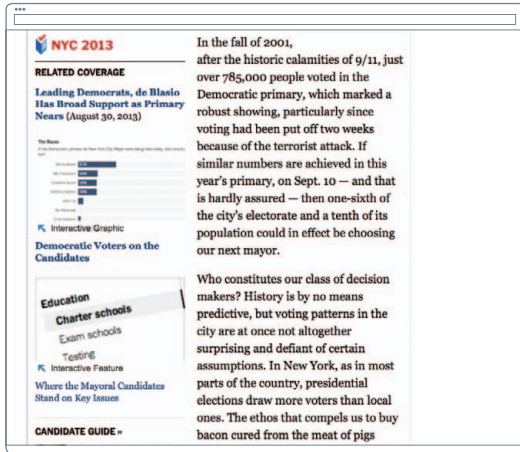 NYC 2013
RELATED COVERAGE
Leading Democrats, de Blasio
Has Broad Support as Primary
Nears (August 30, 2013)
The Races
Interactive Graphic
Democratic Voters on the
Candidates
Education
Charter schools
Exam schools
Testing
Interactive Feature
Where the Mayoral Candidates
Stand on Key Issues
CANDIDATE GUIDE »
In the fall of 2001,
after the historic calamities of 9/11, just
over 785,000 people voted in the
Democratic primary, which marked a
robust showing, particularly since
voting had been put off two weeks
because of the terrorist attack. If
similar numbers are achieved in this
year's primary, on Sept. 10 — and that
is hardly assured — then one-sixth of
the city's electorate and a tenth of its
population could in effect be choosing
our next mayor.
Who constitutes our class of decision
makers? History is by no means
predictive, but voting patterns in the
city are at once not altogether
surprising and defiant of certain
assumptions. In New York, as in most
parts of the country, presidential
elections draw more voters than local
ones. The ethos that compels us to buy
bacon cured from the meat of pigs